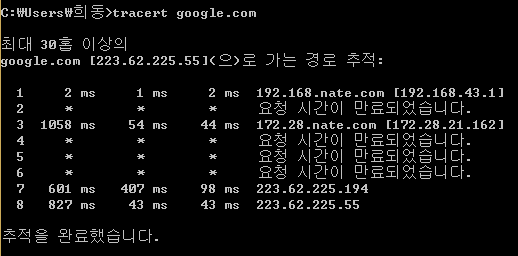 C:₩Users₩희동>tracert google.com
최대 30홉 이상의
google.com [223.62.225.55](으)로 가는 경로 추적:
1 2 ms 1 ms 2 ms 192.168.nate.com [192.168.43.1]
2 * * * 요청 시간이 만료되었습니다.
3 1058 ms 54 ms 44 ms 172.28.nate.com [172.28.21.162]
4 * * * 요청 시간이 만료되었습니다.
5 * * * 요청 시간이 만료되었습니다.
6 * * * 요청 시간이 만료되었습니다.
7 601 ms 407 ms 98 ms 223.62.225.194
8 827 ms 43 ms 43 ms 223.62.225.55
추적을 완료했습니다.